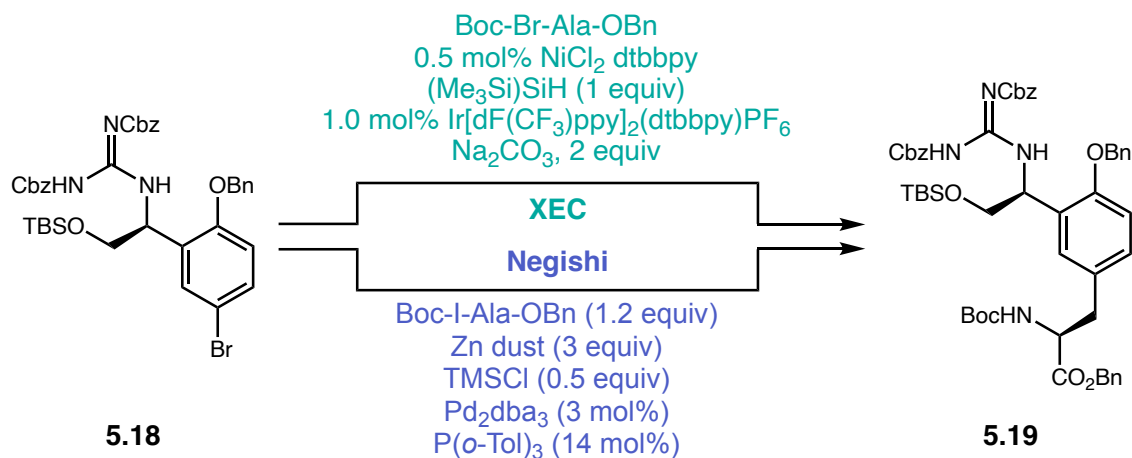 Boc-Br-Ala-OBn
0.5 mol% NiCl₂ dtbbpy
(Me₃Si)SiH (1 equiv)
1.0 mol% Ir[dF(CF₃)ppy]₂(dtbbpy)PF₆
Na₂CO₃, 2 equiv
NCbz
CbzHN
NH
OBn
TBSO
Br
5.18
XEC
Negishi
Boc-I-Ala-OBn (1.2 equiv)
Zn dust (3 equiv)
TMSCl (0.5 equiv)
Pd₂dba₃ (3 mol%)
P(o-Tol)₃ (14 mol%)
NCbz
CbzHN
NH
OBn
TBSO
BocHN
CO₂Bn
5.19